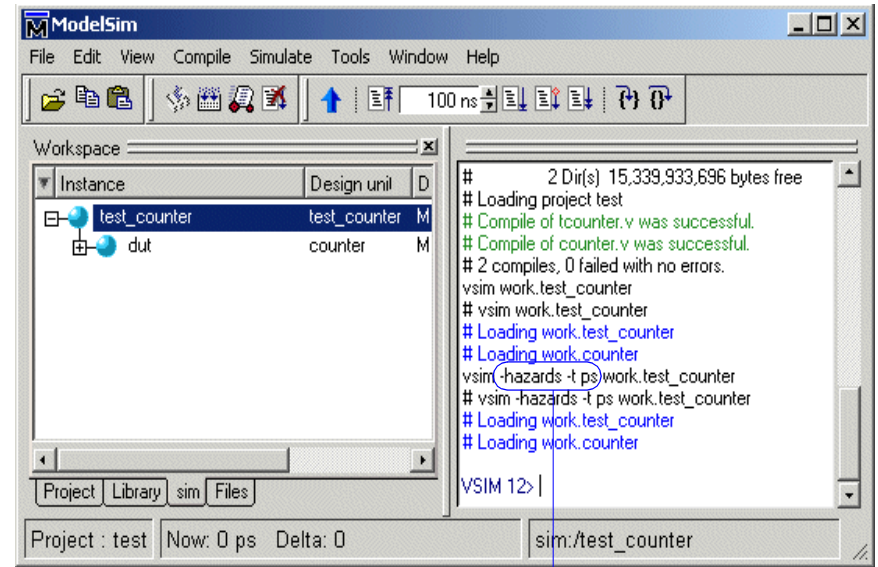 ModelSim
File Edit View Compile Simulate Tools Window Help
100 ns
Workspace
Instance Design unit D
test_counter test_counter M
dut counter M
Project Library sim Files
# 2 Dir(s) 15,339,933,696 bytes free
# Loading project test
# Compile of tcounter.v was successful.
# Compile of counter.v was successful.
# 2 compiles, 0 failed with no errors.
vsim work.test_counter
# vsim work.test_counter
# Loading work.test_counter
# Loading work.counter
vsim -hazards -t ps work.test_counter
# vsim -hazards -t ps work.test_counter
# Loading work.test_counter
# Loading work.counter
VSIM 12>
Project : test Now: 0 ps Delta: 0 sim:/test_counter